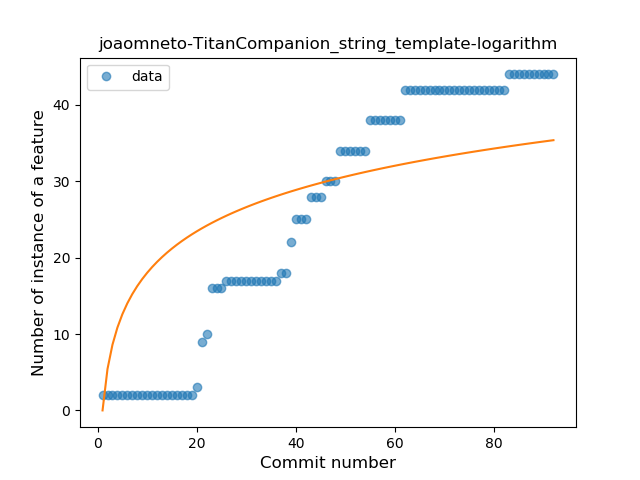 joaomneto-TitanCompanion_string_template-logarithm
data
Number of instance of a feature
40
30
20
10
0
0 20 40 60 80
Commit number